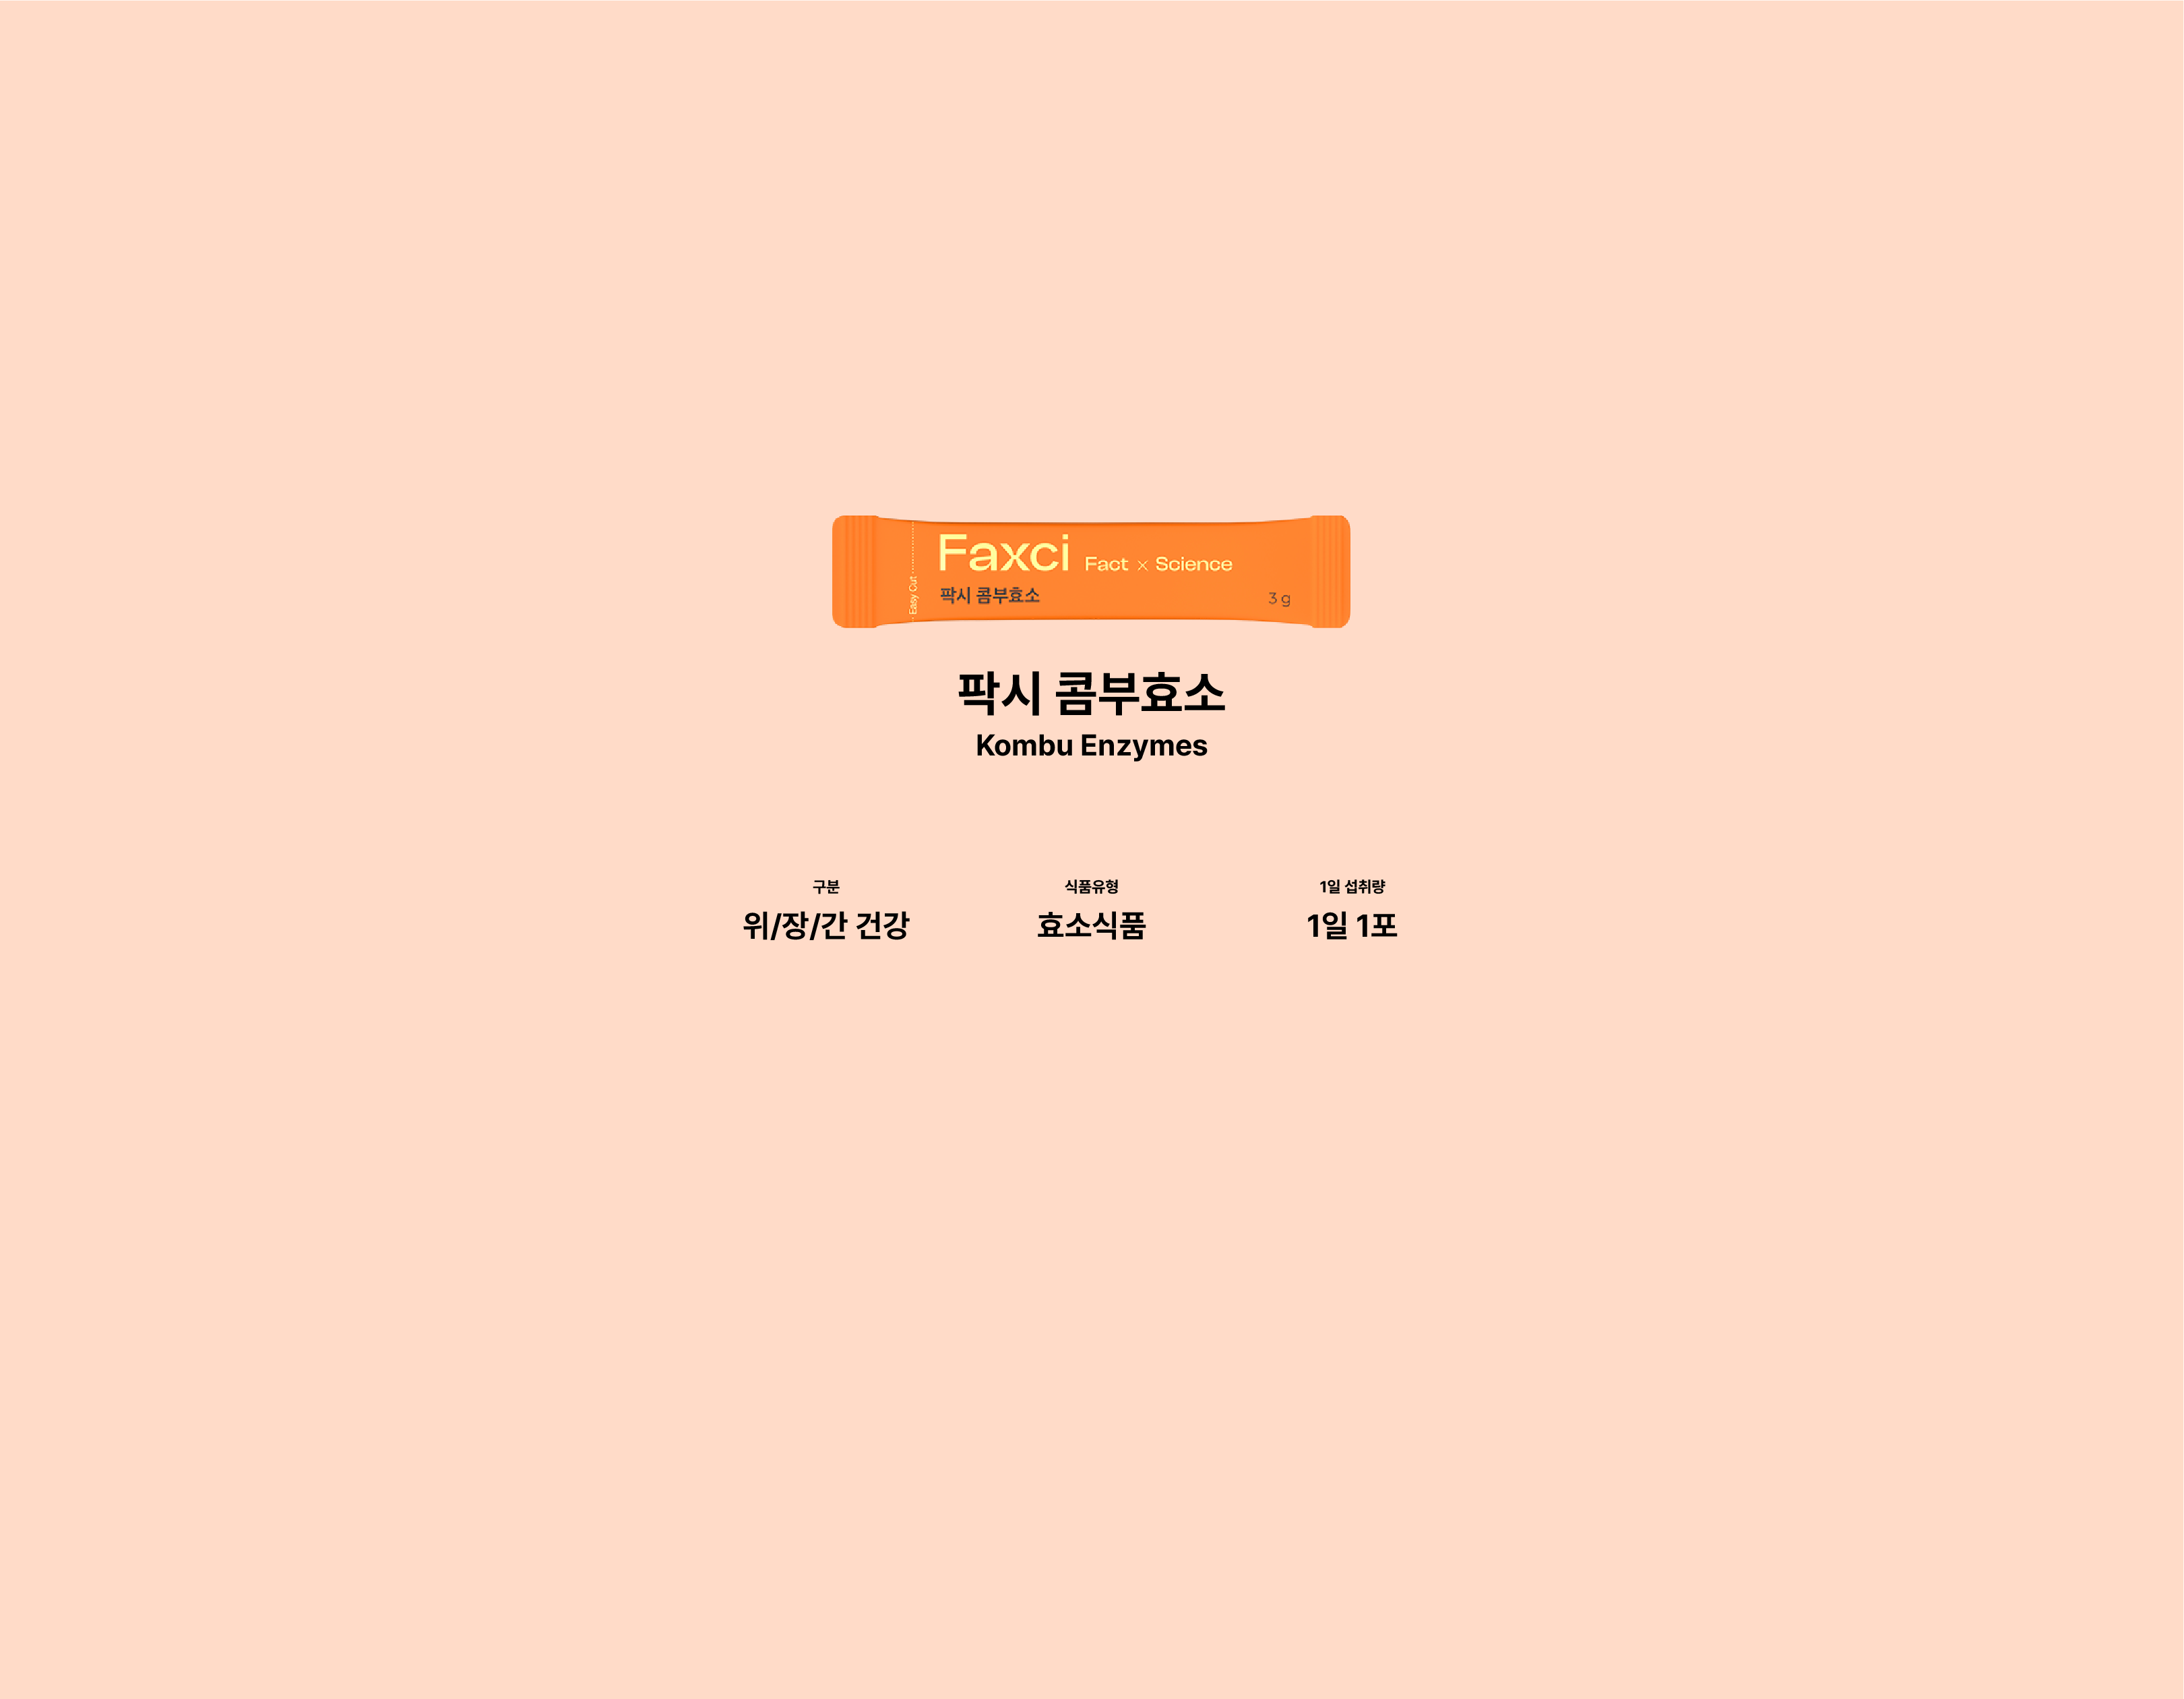 Easy Cut
Faxci Fact × Science
팍시 콤부효소
3 g
팍시 콤부효소
Kombu Enzymes
구분
위/장/간 건강
식품유형
효소식품
1일 섭취량
1일 1포